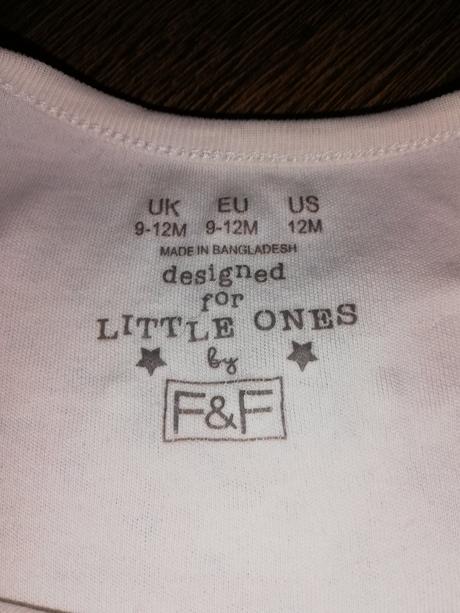 UK EU US
9-12M 9-12M 12M
MADE IN BANGLADESH
designed
for
LITTLE ONES
by
F&F